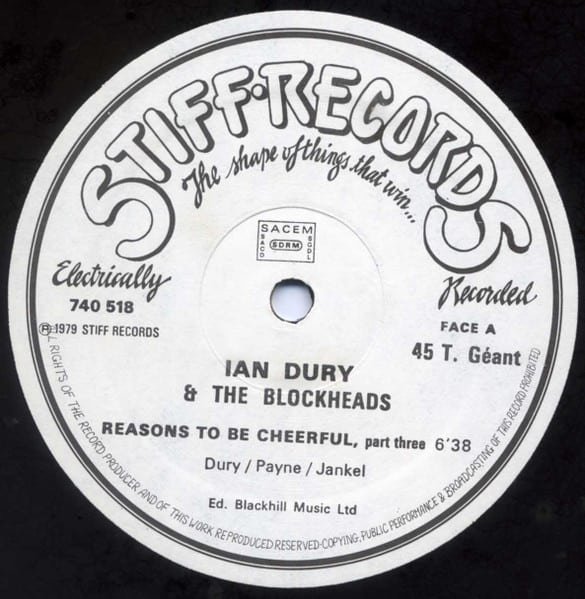 STIFF·RECORDS
The shape of things that win...
SACEM
SACD SDRM SGDL
Electrically
Recorded
740 518
℗ 1979 STIFF RECORDS
FACE A
45 T. Géant
IAN DURY
& THE BLOCKHEADS
REASONS TO BE CHEERFUL, part three 6'38
Dury / Payne / Jankel
Ed. Blackhill Music Ltd
ALL RIGHTS OF THE RECORD PRODUCER AND OF THIS WORK REPRODUCED RESERVED-COPYING, PUBLIC PERFORMANCE & BROADCASTING OF THIS RECORD PROHIBITED